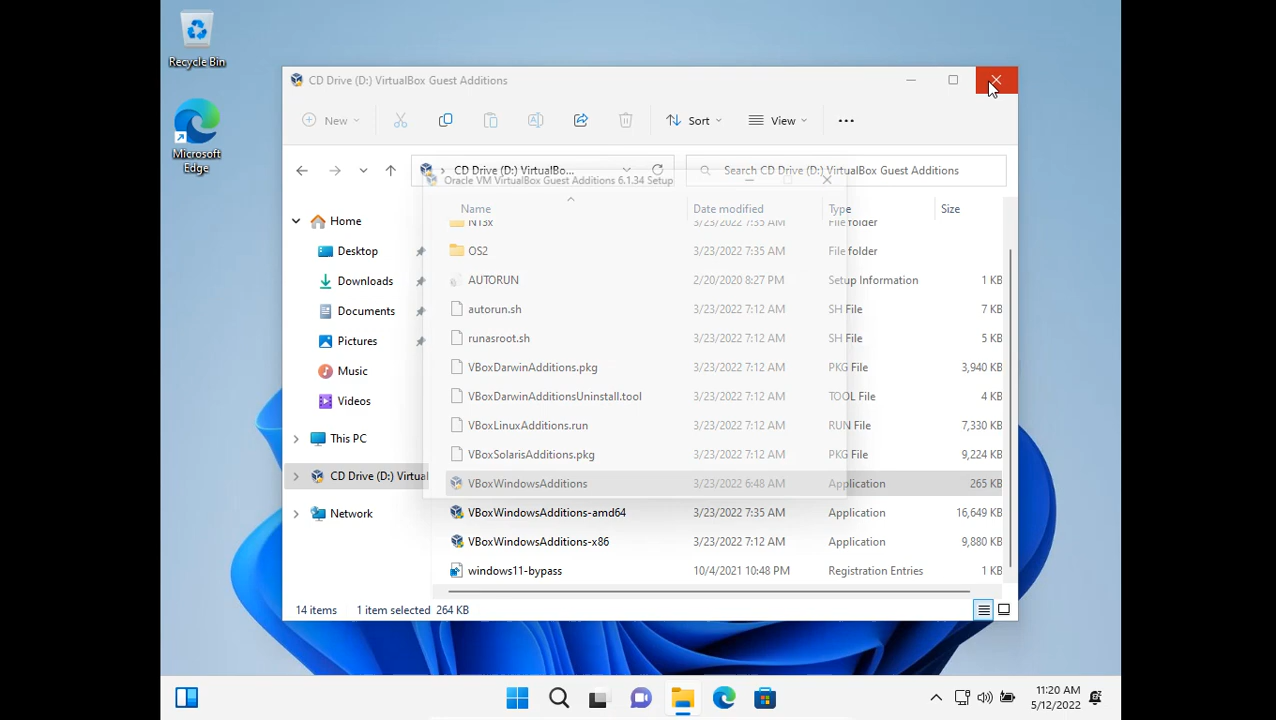 Recycle Bin
Microsoft Edge
CD Drive (D:) VirtualBox Guest Additions
New
Sort
View
CD Drive (D:) VirtualBo...
Search CD Drive (D:) VirtualBox Guest Additions
Oracle VM VirtualBox Guest Additions 6.1.34 Setup
Name Date modified Type Size
NT3x 3/23/2022 7:35 AM File folder
OS2 3/23/2022 7:35 AM File folder
AUTORUN 2/20/2020 8:27 PM Setup Information 1 KB
autorun.sh 3/23/2022 7:12 AM SH File 7 KB
runasroot.sh 3/23/2022 7:12 AM SH File 5 KB
VBoxDarwinAdditions.pkg 3/23/2022 7:12 AM PKG File 3,940 KB
VBoxDarwinAdditionsUninstall.tool 3/23/2022 7:12 AM TOOL File 4 KB
VBoxLinuxAdditions.run 3/23/2022 7:12 AM RUN File 7,330 KB
VBoxSolarisAdditions.pkg 3/23/2022 7:12 AM PKG File 9,224 KB
VBoxWindowsAdditions 3/23/2022 6:48 AM Application 265 KB
VBoxWindowsAdditions-amd64 3/23/2022 7:35 AM Application 16,649 KB
VBoxWindowsAdditions-x86 3/23/2022 7:12 AM Application 9,880 KB
windows11-bypass 10/4/2021 10:48 PM Registration Entries 1 KB
Home
Desktop
Downloads
Documents
Pictures
Music
Videos
This PC
CD Drive (D:) Virtual
Network
14 items 1 item selected 264 KB
11:20 AM
5/12/2022